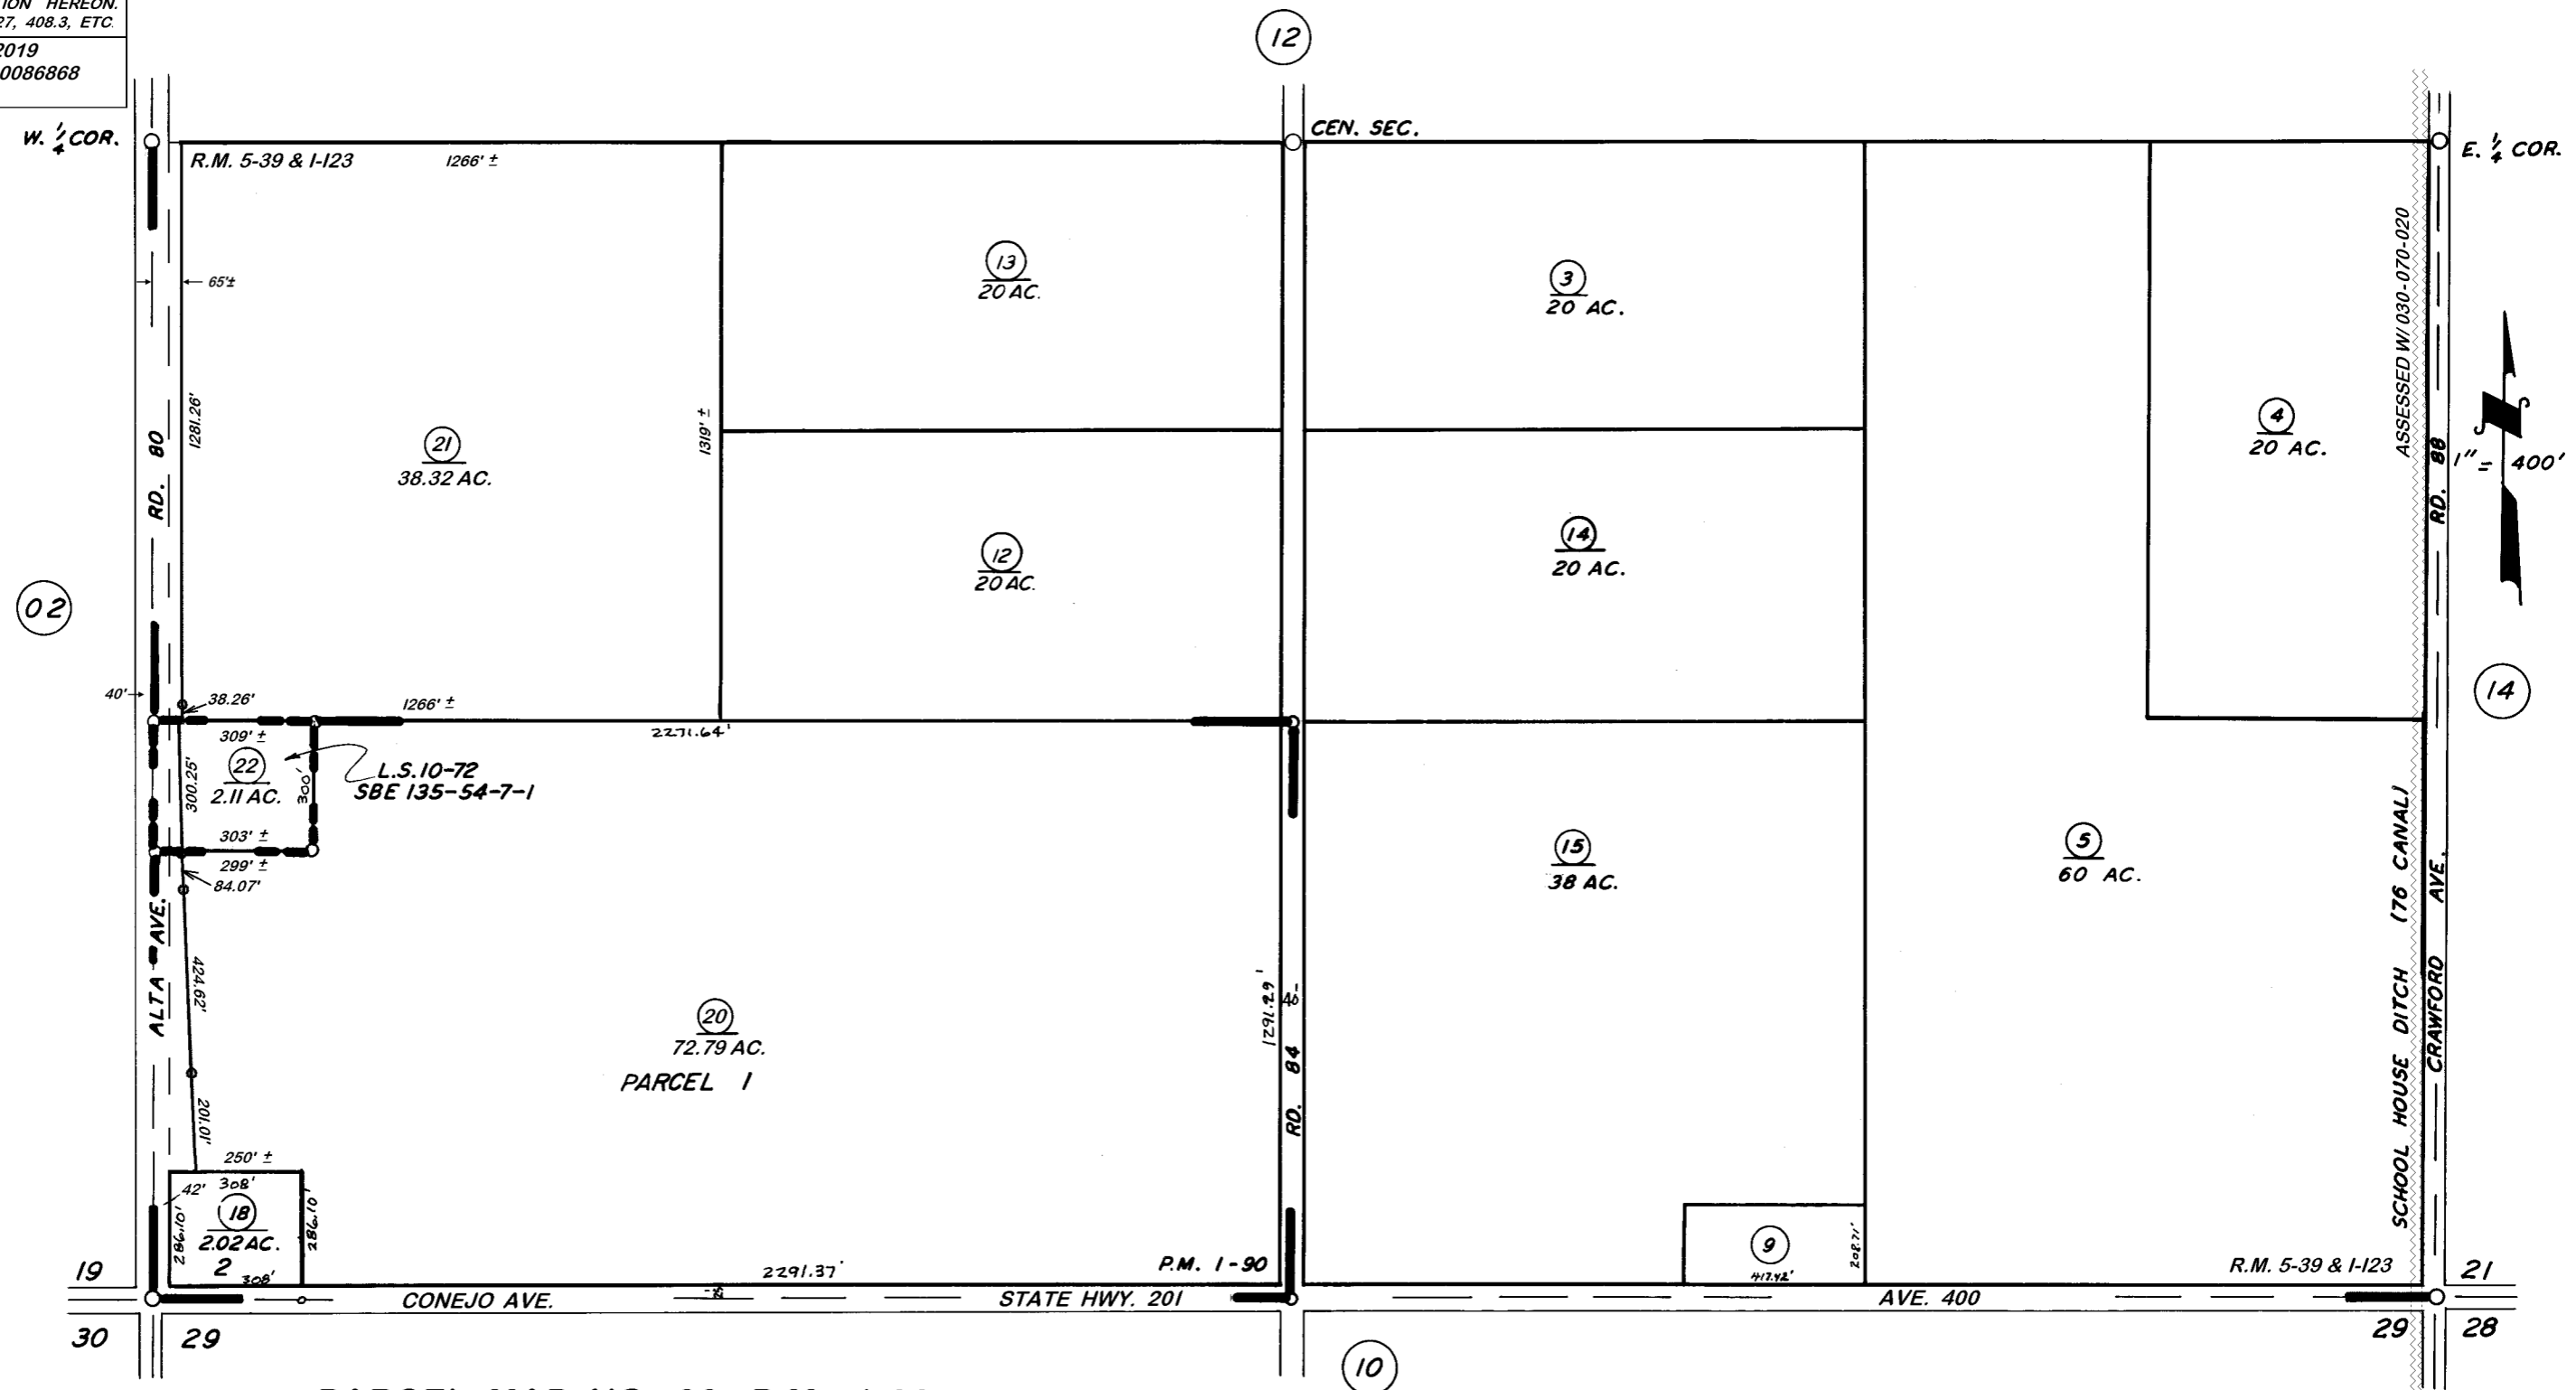 HEREON.
27, 408.3, ETC.
2019
0086868
12
W. 1/4 COR.
CEN. SEC.
E. 1/4 COR.
R.M. 5-39 & 1-123
1266' ±
65'±
13
20 AC.
3
20 AC.
ASSESSED W/ 030-070-020
1281.26'
RD. 80
21
38.32 AC.
1319' ±
4
20 AC.
RD. 88
1" = 400'
12
20 AC.
14
20 AC.
02
14
40'
38.26'
1266' ±
2271.64'
309' ±
22
2.11 AC.
300.25'
300'
L.S.10-72
SBE 135-54-7-1
303' ±
299' ±
84.07'
15
38 AC.
5
60 AC.
SCHOOL HOUSE DITCH (76 CANAL)
CRAWFORD AVE.
ALTA AVE.
424.62'
20
72.79 AC.
PARCEL 1
1291.29'
RD. 84
201.01'
250' ±
308'
42'
18
2.02 AC.
2
286.10'
286.10'
308'
2291.37'
P.M. 1-90
9
417.42'
208.71'
R.M. 5-39 & 1-123
19
21
CONEJO AVE.
STATE HWY. 201
AVE. 400
30
29
29
28
10